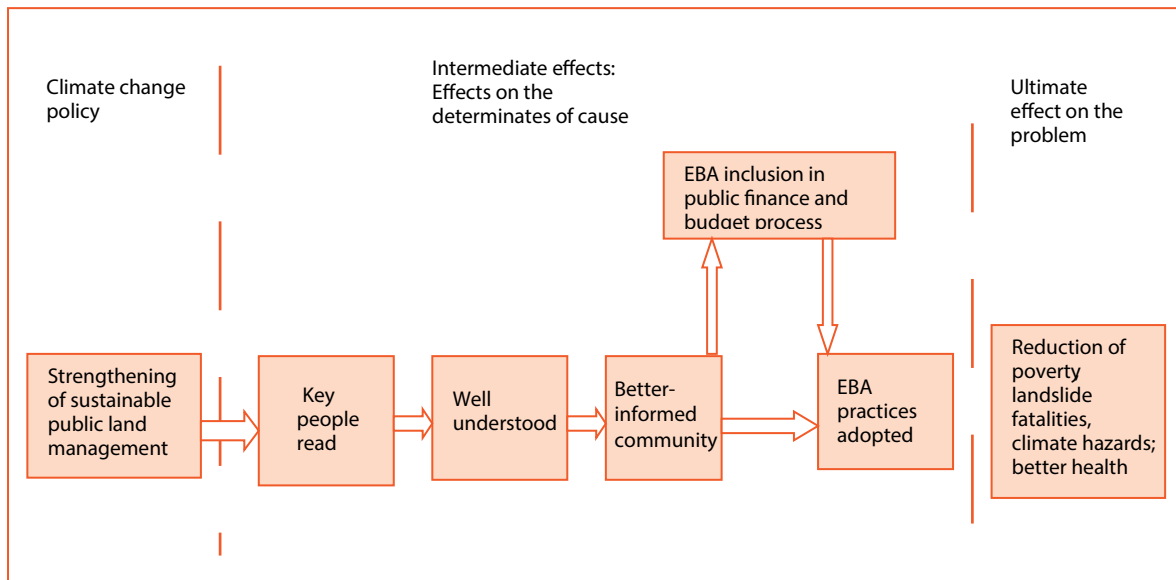 Climate change
policy
Intermediate effects:
Effects on the
determinates of cause
Ultimate
effect on the
problem
EBA inclusion in
public finance and
budget process
Strengthening
of sustainable
public land
management
Key
people
read
Well
understood
Better-
informed
community
EBA
practices
adopted
Reduction of
poverty
landslide
fatalities,
climate hazards;
better health